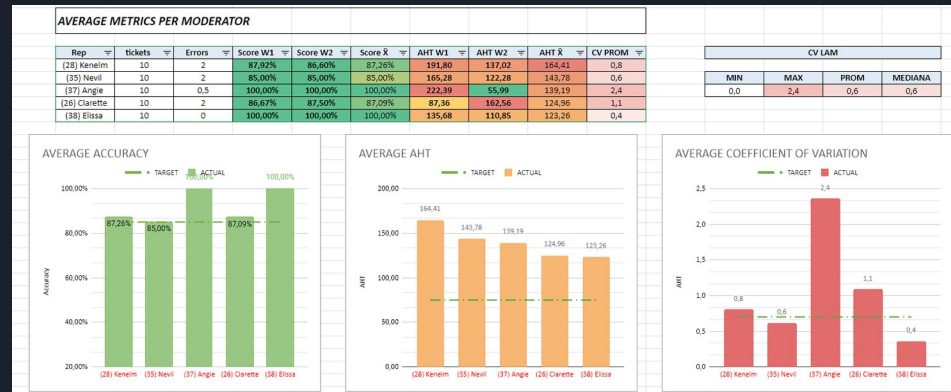 AVERAGE METRICS PER MODERATOR
Rep tickets Errors Score W1 Score W2 Score X̄ AHT W1 AHT W2 AHT X̄ CV PROM
(28) Kenelm 10 2 87,92% 86,60% 87,26% 191,80 137,02 164,41 0,8
(35) Nevil 10 2 85,00% 85,00% 85,00% 165,28 122,28 143,78 0,6
(37) Angie 10 0,5 100,00% 100,00% 100,00% 222,39 55,99 139,19 2,4
(26) Clarette 10 2 86,67% 87,50% 87,09% 87,36 162,56 124,96 1,1
(38) Elissa 10 0 100,00% 100,00% 100,00% 135,68 110,85 123,26 0,4
CV LAM
MIN MAX PROM MEDIANA
0,0 2,4 0,6 0,6
AVERAGE ACCURACY
TARGET ACTUAL
100,00% 100,00%
100,00%
80,00%
60,00%
40,00%
20,00%
Accuracy
87,26% 85,00% 87,09%
(28) Kenelm (35) Nevil (37) Angie (26) Clarette (38) Elissa
AVERAGE AHT
TARGET ACTUAL
200,00
150,00
100,00
50,00
0,00
AHT
164,41 143,78 139,19 124,96 123,26
(28) Kenelm (35) Nevil (37) Angie (26) Clarette (38) Elissa
AVERAGE COEFFICIENT OF VARIATION
TARGET ACTUAL
2,5
2,0
1,5
1,0
0,5
0,0
AHT
0,8 0,6 2,4 1,1 0,4
(28) Kenelm (35) Nevil (37) Angie (26) Clarette (38) Elissa